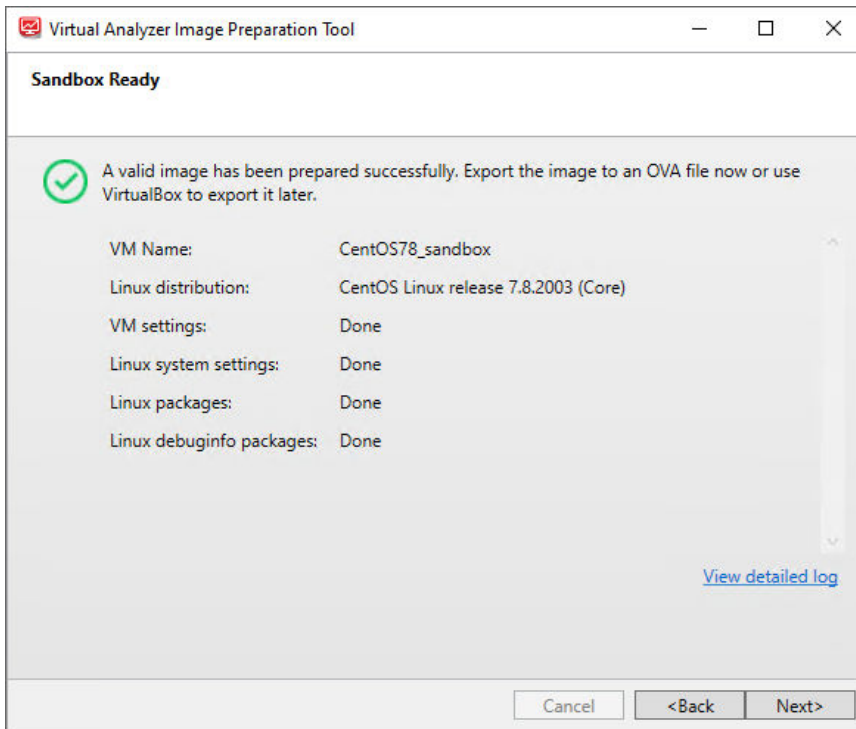 Virtual Analyzer Image Preparation Tool
Sandbox Ready
A valid image has been prepared successfully. Export the image to an OVA file now or use
VirtualBox to export it later.
VM Name: CentOS78_sandbox
Linux distribution: CentOS Linux release 7.8.2003 (Core)
VM settings: Done
Linux system settings: Done
Linux packages: Done
Linux debuginfo packages: Done
View detailed log
Cancel <Back Next>